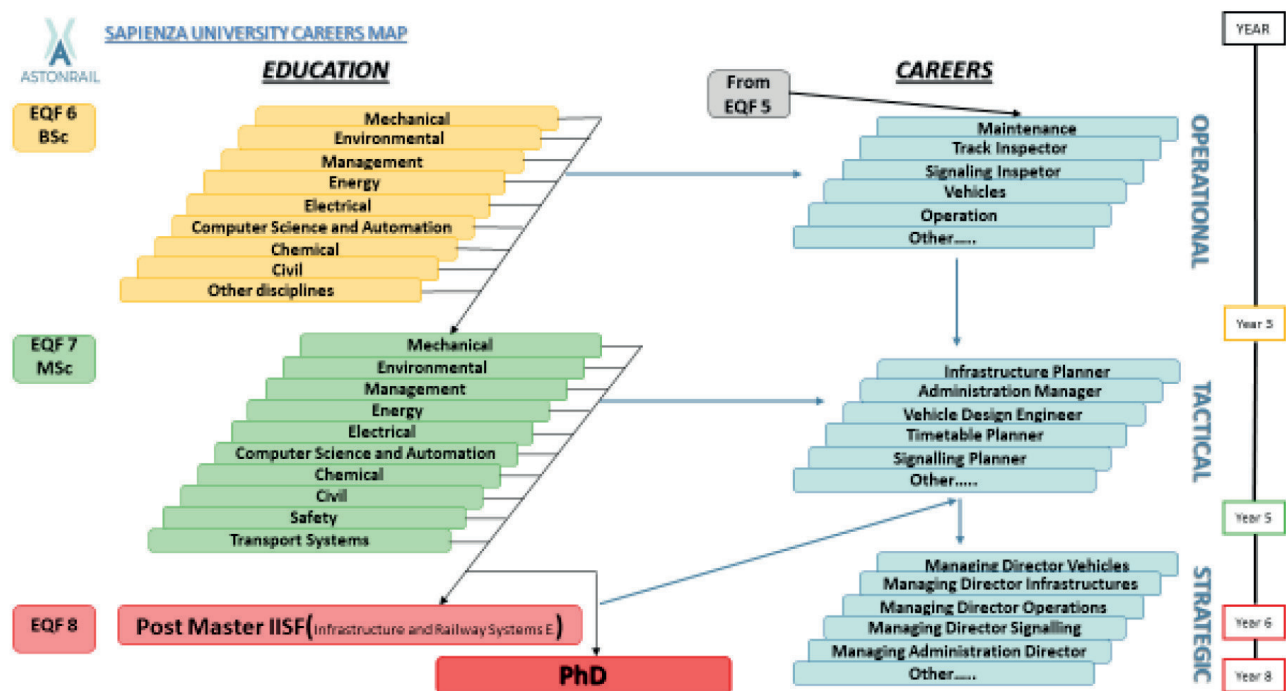 SAPIENZA UNIVERSITY CAREERS MAP
ASTONRAIL
EDUCATION
CAREERS
YEAR
From
EQF 5
EQF 6
BSc
Mechanical
Environmental
Management
Energy
Electrical
Computer Science and Automation
Chemical
Civil
Other disciplines
Maintenance
Track Inspector
Signaling Inspetor
Vehicles
Operation
Other.....
OPERATIONAL
Year 3
EQF 7
MSc
Mechanical
Environmental
Management
Energy
Electrical
Computer Science and Automation
Chemical
Civil
Safety
Transport Systems
Infrastructure Planner
Administration Manager
Vehicle Design Engineer
Timetable Planner
Signalling Planner
Other.....
TACTICAL
Year 5
EQF 8
Post Master IISF(Infrastructure and Railway Systems E)
PhD
Managing Director Vehicles
Managing Director Infrastructures
Managing Director Operations
Managing Director Signalling
Managing Administration Director
Other.....
STRATEGIC
Year 6
Year 8